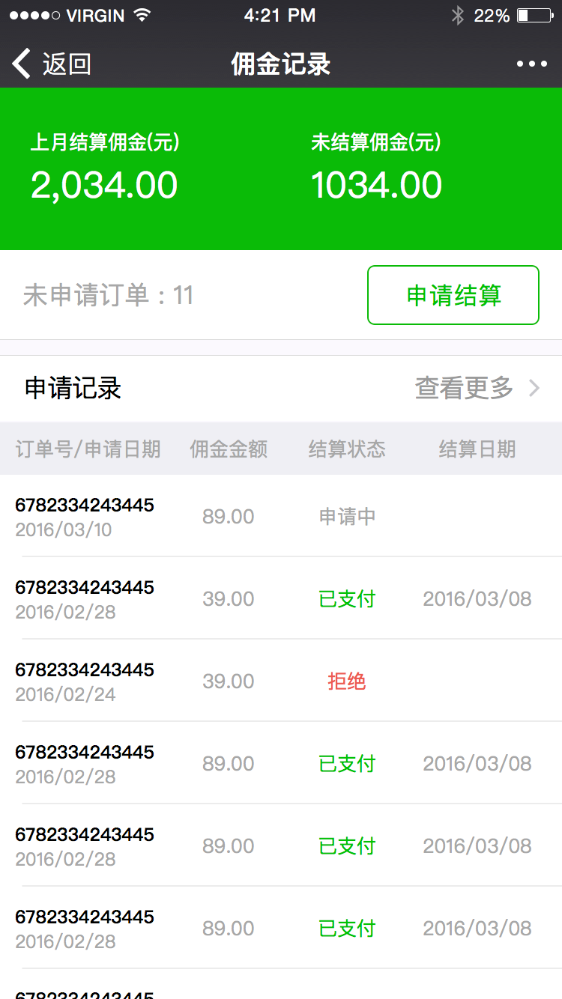 VIRGIN 4:21 PM 22%
返回 佣金记录
上月结算佣金(元) 未结算佣金(元)
2,034.00 1034.00
未申请订单 : 11 申请结算
申请记录 查看更多
订单号/申请日期 佣金金额 结算状态 结算日期
6782334243445
2016/03/10 89.00 申请中
6782334243445
2016/02/28 39.00 已支付 2016/03/08
6782334243445
2016/02/24 39.00 拒绝
6782334243445
2016/02/28 89.00 已支付 2016/03/08
6782334243445
2016/02/28 89.00 已支付 2016/03/08
6782334243445
2016/02/28 89.00 已支付 2016/03/08